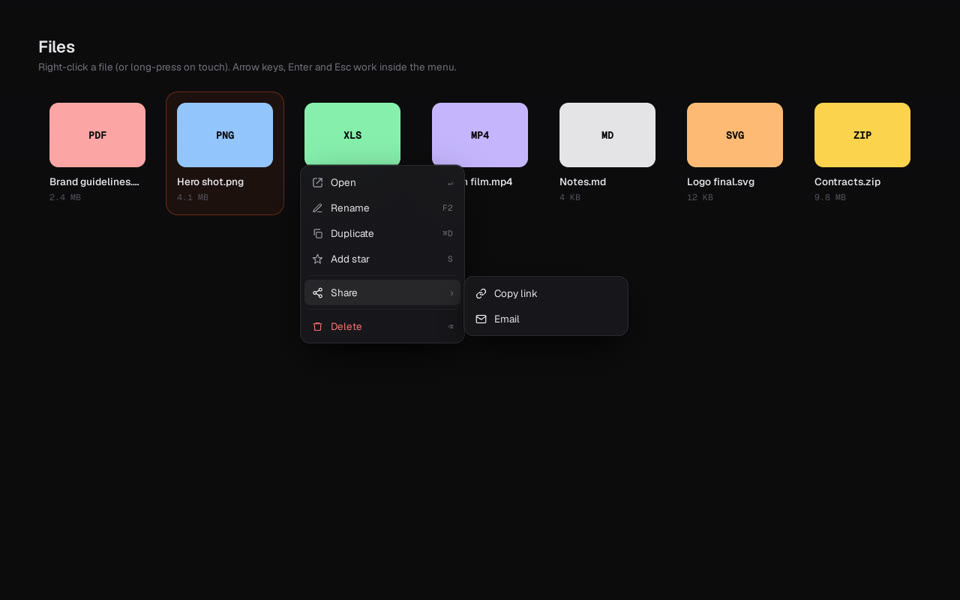 Files
Right-click a file (or long-press on touch). Arrow keys, Enter and Esc work inside the menu.
PDF
PNG
XLS
MP4
MD
SVG
ZIP
Brand guidelines....
Hero shot.png
film.mp4
Notes.md
Logo final.svg
Contracts.zip
2.4 MB
4.1 MB
4 KB
12 KB
9.8 MB
Open ↵
Rename F2
Duplicate ⌘D
Add star S
Share ›
Copy link
Email
Delete ⌫